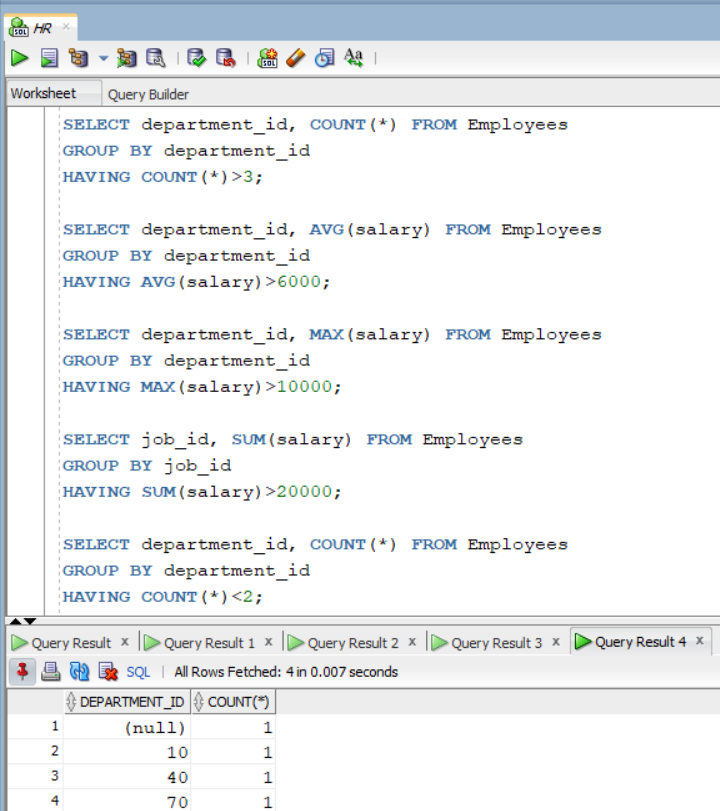 HR
Worksheet Query Builder
SELECT department_id, COUNT(*) FROM Employees
GROUP BY department_id
HAVING COUNT(*)>3;
SELECT department_id, AVG(salary) FROM Employees
GROUP BY department_id
HAVING AVG(salary)>6000;
SELECT department_id, MAX(salary) FROM Employees
GROUP BY department_id
HAVING MAX(salary)>10000;
SELECT job_id, SUM(salary) FROM Employees
GROUP BY job_id
HAVING SUM(salary)>20000;
SELECT department_id, COUNT(*) FROM Employees
GROUP BY department_id
HAVING COUNT(*)<2;
Query Result x Query Result 1 x Query Result 2 x Query Result 3 x Query Result 4 x
SQL | All Rows Fetched: 4 in 0.007 seconds
DEPARTMENT_ID COUNT(*)
1 (null) 1
2 10 1
3 40 1
4 70 1